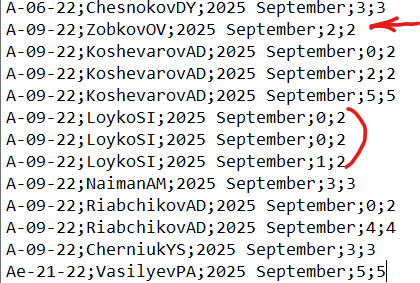 A-06-22;ChesnokovDY;2025 September;3;3
A-09-22;ZobkovOV;2025 September;2;2
A-09-22;KoshevarovAD;2025 September;0;2
A-09-22;KoshevarovAD;2025 September;2;2
A-09-22;KoshevarovAD;2025 September;5;5
A-09-22;LoykoSI;2025 September;0;2
A-09-22;LoykoSI;2025 September;0;2
A-09-22;LoykoSI;2025 September;1;2
A-09-22;NaimanAM;2025 September;3;3
A-09-22;RiabchikovAD;2025 September;0;2
A-09-22;RiabchikovAD;2025 September;4;4
A-09-22;CherniukYS;2025 September;3;3
Ae-21-22;VasilyevPA;2025 September;5;5